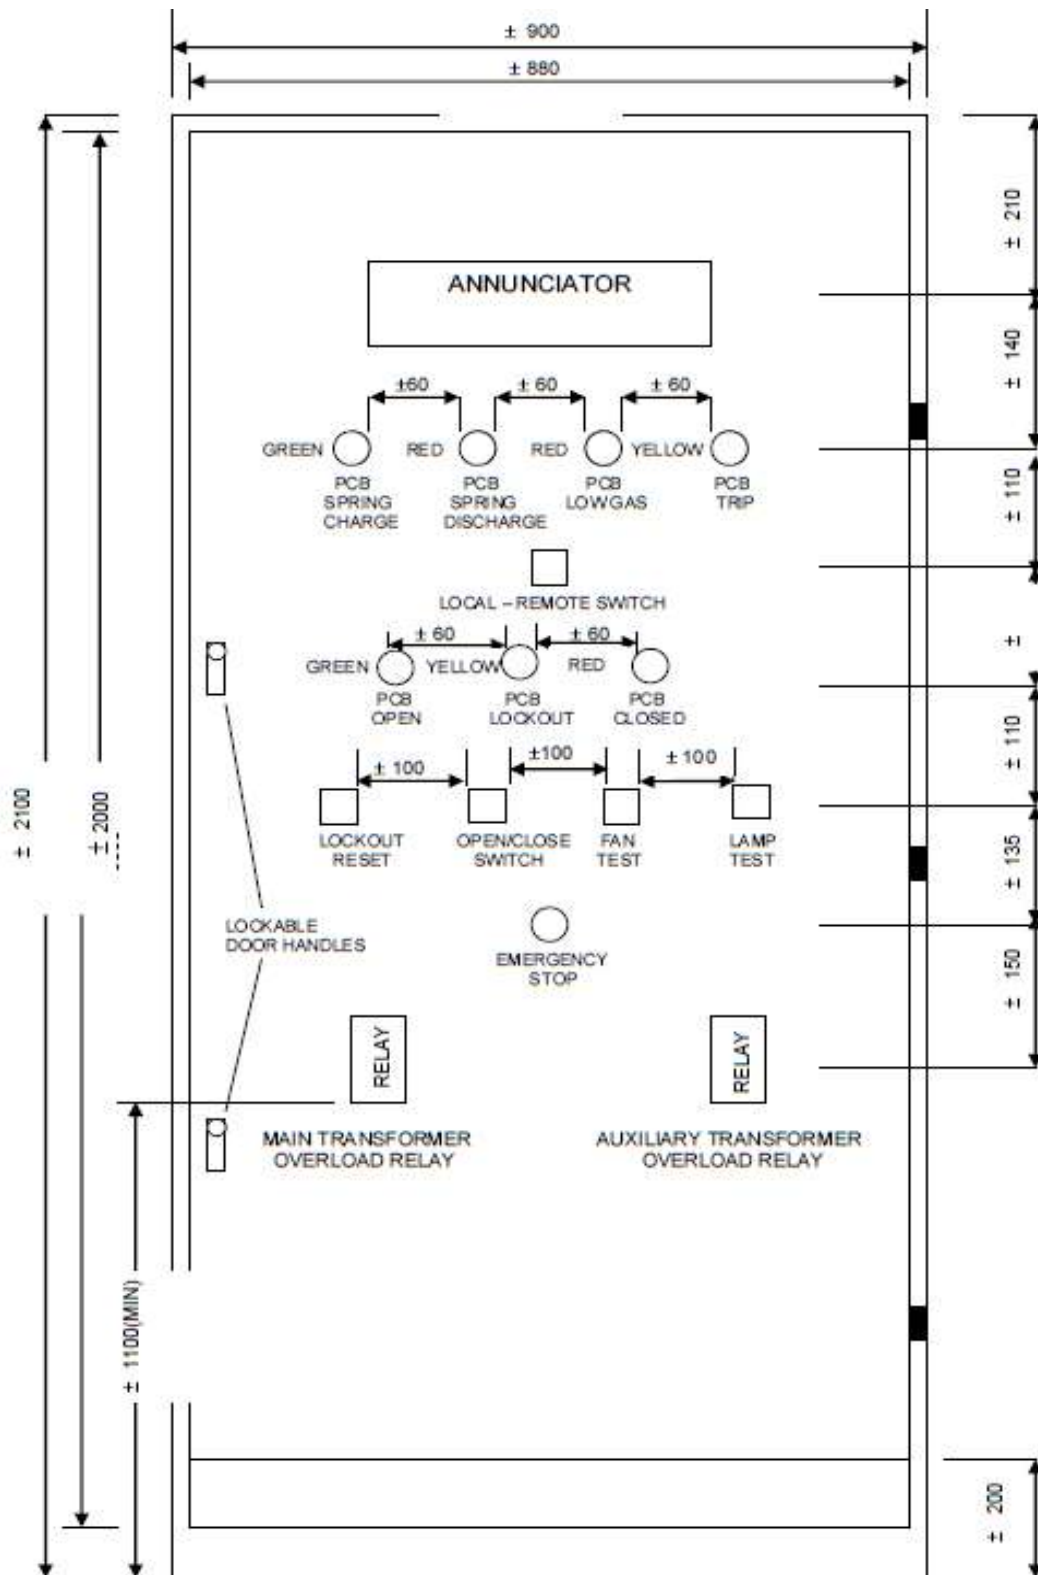 ± 900
± 880
± 210
ANNUNCIATOR
± 140
±60
± 60
± 60
GREEN
RED
RED
YELLOW
PCB
SPRING
CHARGE
PCB
SPRING
DISCHARGE
PCB
LOWGAS
PCB
TRIP
± 110
LOCAL – REMOTE SWITCH
± 60
± 60
±
GREEN
YELLOW
RED
PCB
OPEN
PCB
LOCKOUT
PCB
CLOSED
± 110
± 100
±100
± 100
± 2100
± 2000
LOCKOUT
RESET
OPEN/CLOSE
SWITCH
FAN
TEST
LAMP
TEST
± 135
LOCKABLE
DOOR HANDLES
EMERGENCY
STOP
± 150
RELAY
RELAY
MAIN TRANSFORMER
OVERLOAD RELAY
AUXILIARY TRANSFORMER
OVERLOAD RELAY
± 1100(MIN)
± 200